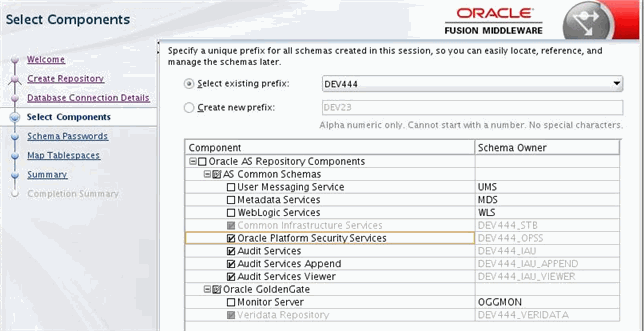 Select Components
ORACLE
FUSION MIDDLEWARE
Welcome
Create Repository
Database Connection Details
Select Components
Schema Passwords
Map Tablespaces
Summary
Completion Summary
Specify a unique prefix for all schemas created in this session, so you can easily locate, reference, and
manage the schemas later.
Select existing prefix: DEV444
Create new prefix: DEV23
Alpha numeric only. Cannot start with a number. No special characters.
Component Schema Owner
Oracle AS Repository Components
AS Common Schemas
User Messaging Service UMS
Metadata Services MDS
WebLogic Services WLS
Common Infrastructure Services DEV444_STB
Oracle Platform Security Services DEV444_OPSS
Audit Services DEV444_IAU
Audit Services Append DEV444_IAU_APPEND
Audit Services Viewer DEV444_IAU_VIEWER
Oracle GoldenGate
Monitor Server OGGMON
Veridata Repository DEV444_VERIDATA